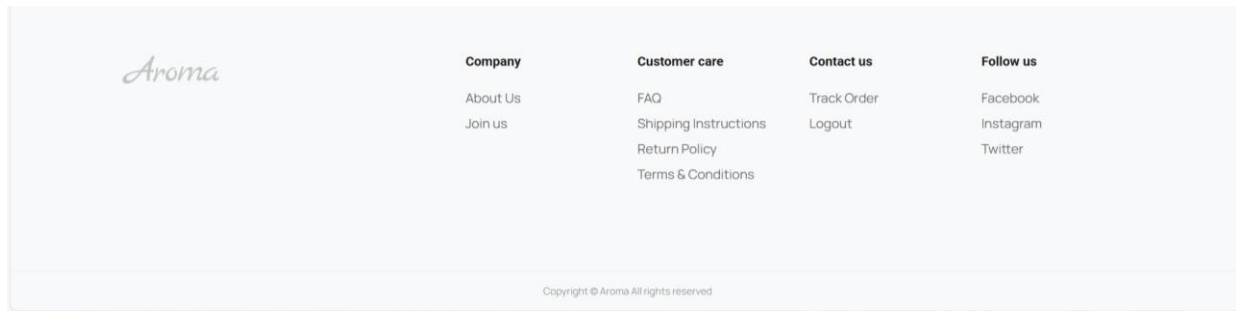 Aroma
Company
About Us
Join us
Customer care
FAQ
Shipping Instructions
Return Policy
Terms & Conditions
Contact us
Track Order
Logout
Follow us
Facebook
Instagram
Twitter
Copyright © Aroma All rights reserved